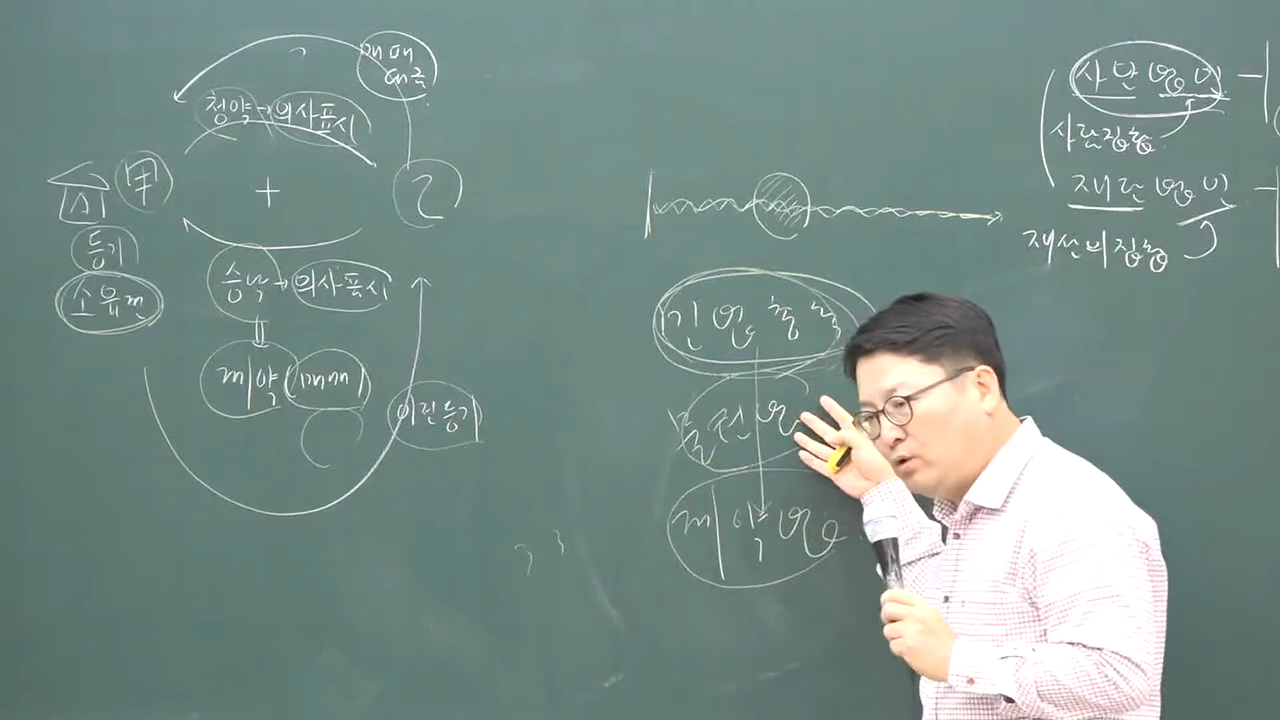 매매
대금
청약 → 의사표시
甲
+
乙
등기
소유권
승낙 → 의사표시
계약 (매매)
이전등기
민법총칙
물권법
계약법
사단법인
사람집합
재단법인
재산의집합